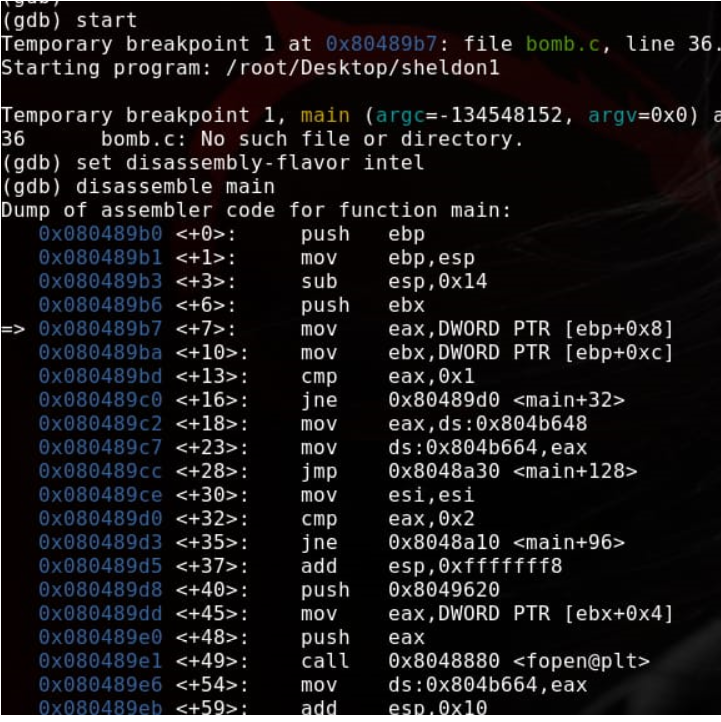 (gdb)
(gdb) start
Temporary breakpoint 1 at 0x80489b7: file bomb.c, line 36.
Starting program: /root/Desktop/sheldon1
Temporary breakpoint 1, main (argc=-134548152, argv=0x0) a
36      bomb.c: No such file or directory.
(gdb) set disassembly-flavor intel
(gdb) disassemble main
Dump of assembler code for function main:
   0x080489b0 <+0>:     push   ebp
   0x080489b1 <+1>:     mov    ebp,esp
   0x080489b3 <+3>:     sub    esp,0x14
   0x080489b6 <+6>:     push   ebx
=> 0x080489b7 <+7>:     mov    eax,DWORD PTR [ebp+0x8]
   0x080489ba <+10>:    mov    ebx,DWORD PTR [ebp+0xc]
   0x080489bd <+13>:    cmp    eax,0x1
   0x080489c0 <+16>:    jne    0x80489d0 <main+32>
   0x080489c2 <+18>:    mov    eax,ds:0x804b648
   0x080489c7 <+23>:    mov    ds:0x804b664,eax
   0x080489cc <+28>:    jmp    0x8048a30 <main+128>
   0x080489ce <+30>:    mov    esi,esi
   0x080489d0 <+32>:    cmp    eax,0x2
   0x080489d3 <+35>:    jne    0x8048a10 <main+96>
   0x080489d5 <+37>:    add    esp,0xfffffff8
   0x080489d8 <+40>:    push   0x8049620
   0x080489dd <+45>:    mov    eax,DWORD PTR [ebx+0x4]
   0x080489e0 <+48>:    push   eax
   0x080489e1 <+49>:    call   0x8048880 <fopen@plt>
   0x080489e6 <+54>:    mov    ds:0x804b664,eax
   0x080489eb <+59>:    add    esp,0x10